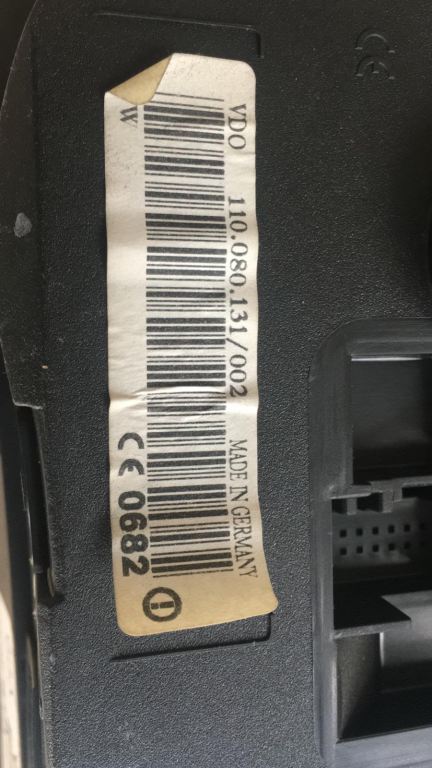 VDO 110.080.131/002 MADE IN GERMANY
W CE 0682
CE